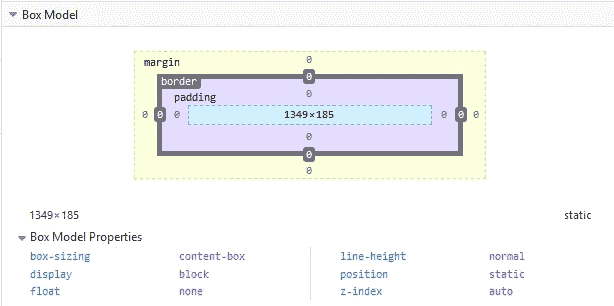 Box Model
margin 0
border 0
padding 0
0 0 0 1349×185 0 0 0
0
0
0
1349×185 static
Box Model Properties
box-sizing content-box line-height normal
display block position static
float none z-index auto